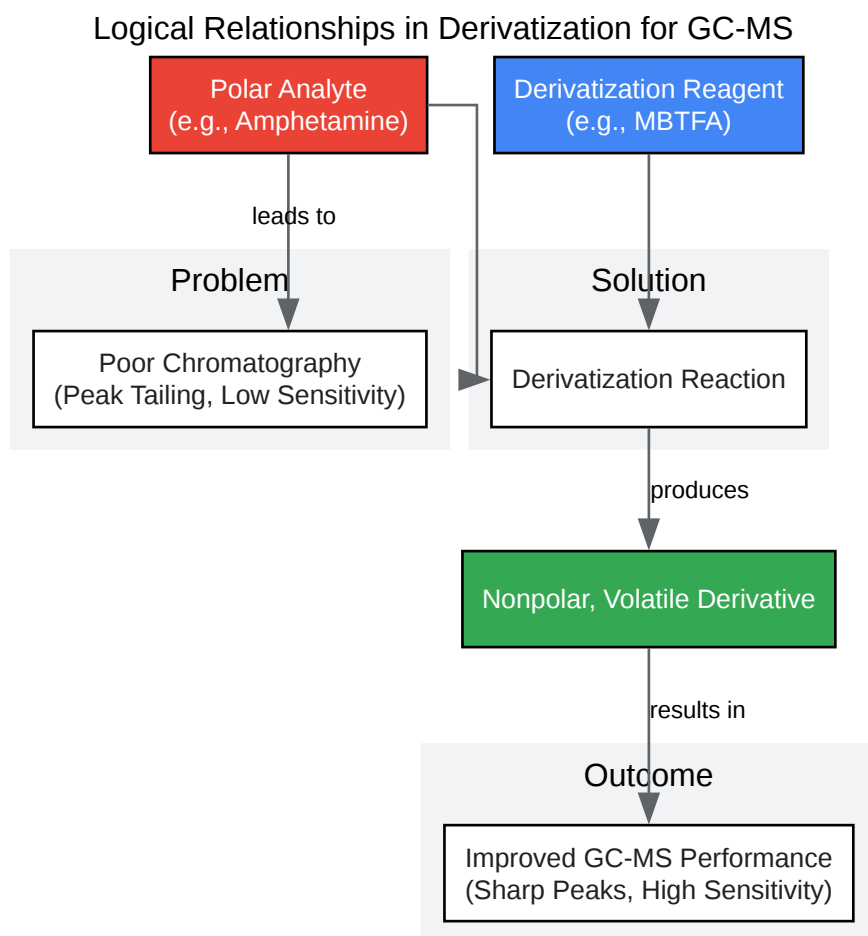 Logical Relationships in Derivatization for GC-MS
Polar Analyte
(e.g., Amphetamine)
Derivatization Reagent
(e.g., MBTFA)
leads to
Problem
Solution
Poor Chromatography
(Peak Tailing, Low Sensitivity)
Derivatization Reaction
produces
Nonpolar, Volatile Derivative
results in
Outcome
Improved GC-MS Performance
(Sharp Peaks, High Sensitivity)